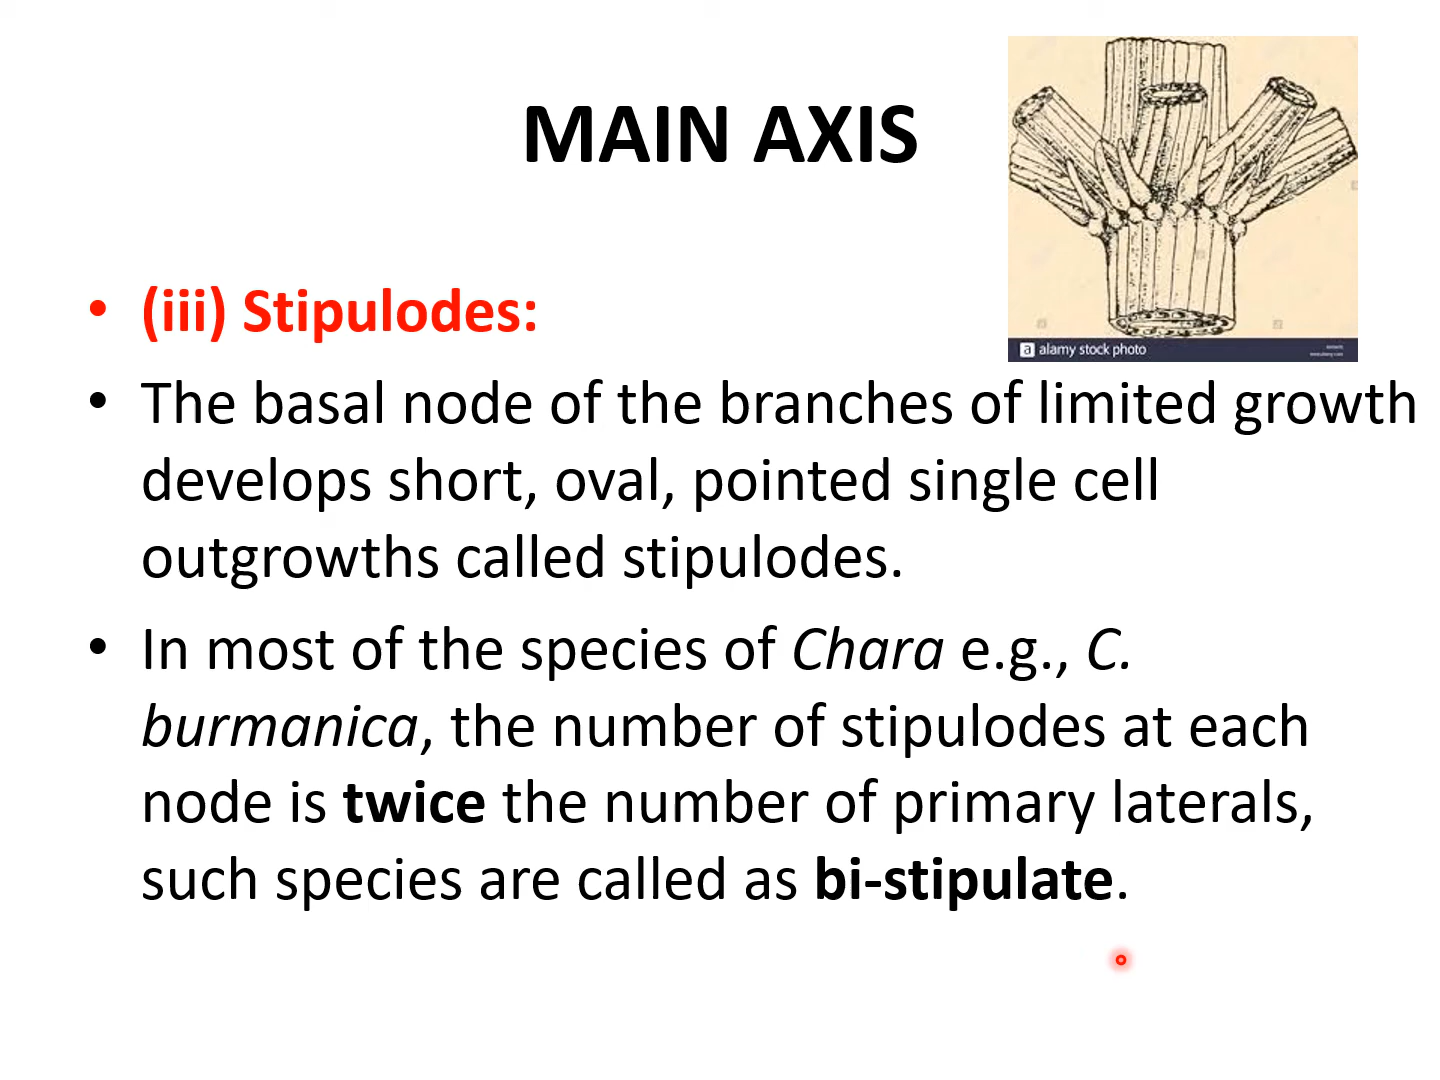 MAIN AXIS
a alamy stock photo
• (iii) Stipulodes:
• The basal node of the branches of limited growth
develops short, oval, pointed single cell
outgrowths called stipulodes.
• In most of the species of Chara e.g., C.
burmanica, the number of stipulodes at each
node is twice the number of primary laterals,
such species are called as bi-stipulate.